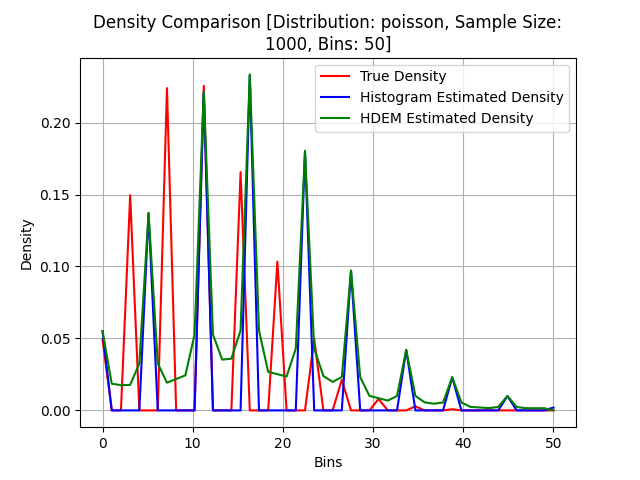 Density Comparison [Distribution: poisson, Sample Size:
1000, Bins: 50]
True Density
Histogram Estimated Density
HDEM Estimated Density
Density
0.20
0.15
0.10
0.05
0.00
0 10 20 30 40 50
Bins